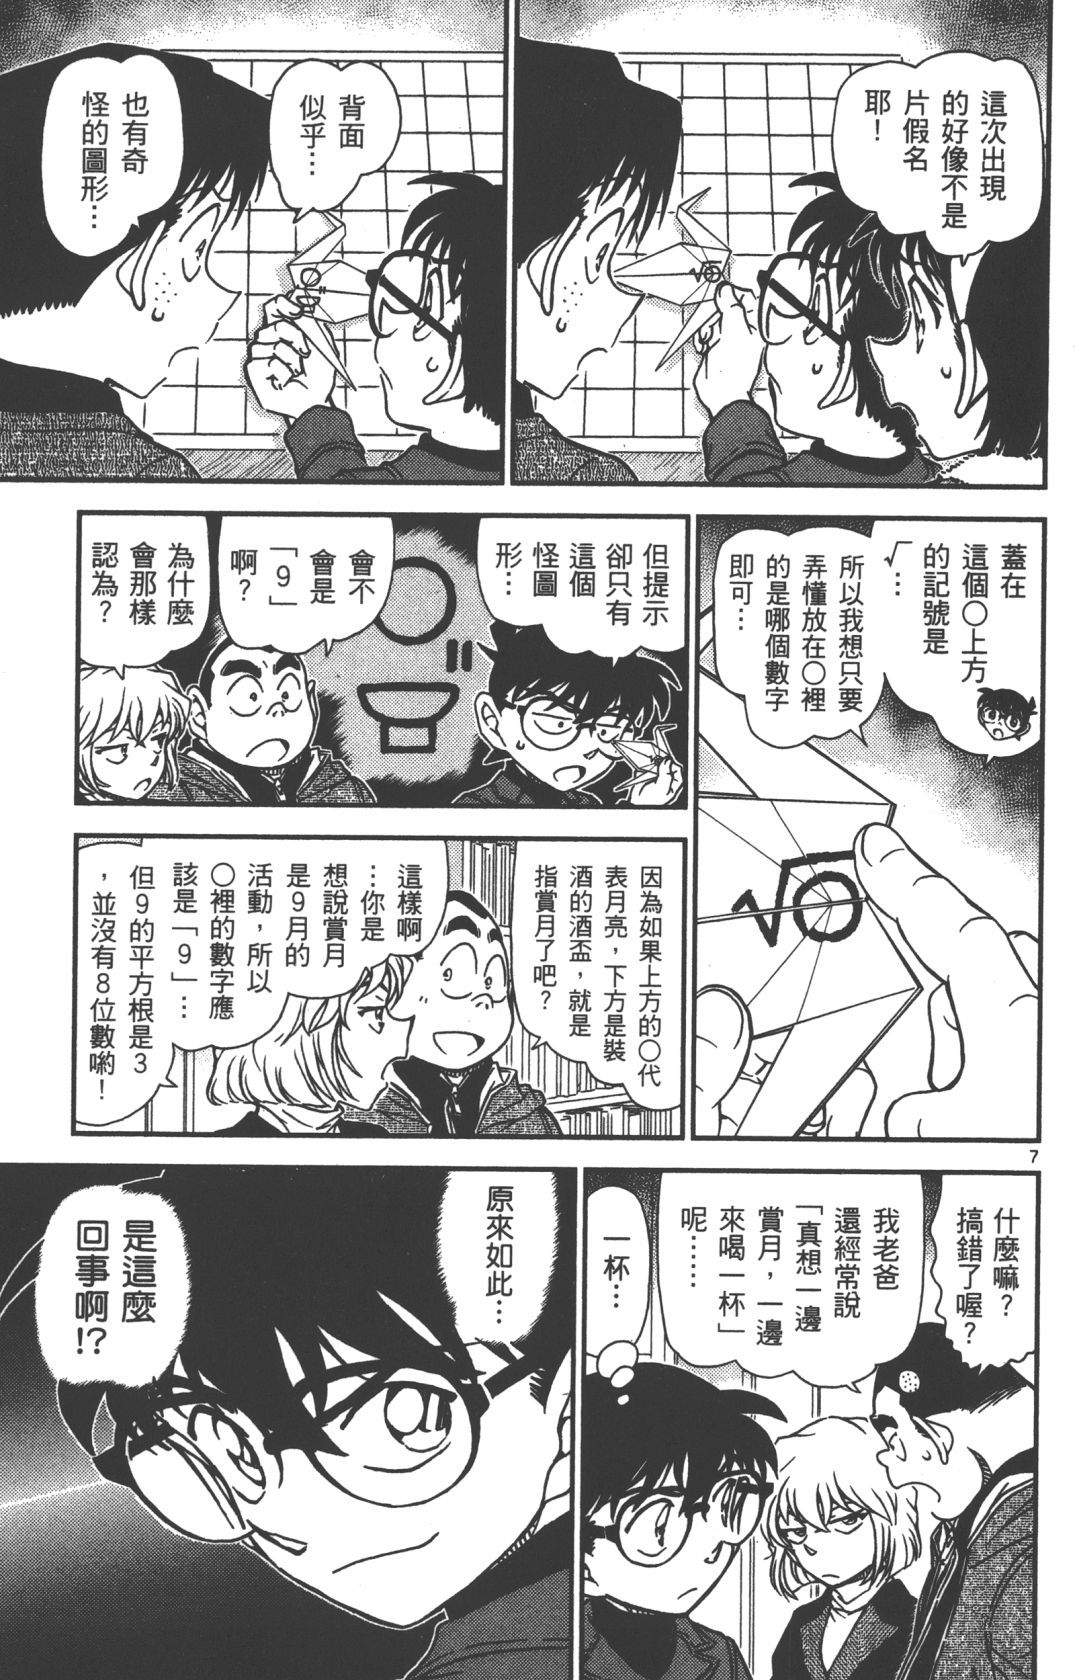 這次出現
的好像不是
片假名
耶！
√○
背面
似乎…
也有奇
怪的圖形…
蓋在
這個○上方
的記號是
√…
所以我想只要
弄懂放在○裡
的是哪個數字
即可…
√○
但提示
卻只有
這個
怪圖
形…
會不
會是
「9」
啊？
為什麼
會那樣
認為？
因為如果上方的○代
表月亮，下方是裝
酒的酒盃，就是
指賞月了吧？
這樣啊
…你是
想說賞月
是9月的
活動，所以
○裡的數字應
該是「9」…
但9的平方根是3
，並沒有8位數喲！
7
什麼嘛？
搞錯了喔？
我老爸
還經常說
「真想一邊
賞月，一邊
來喝一杯」
呢……
一杯…
原來如此…
是這麼
回事啊!?